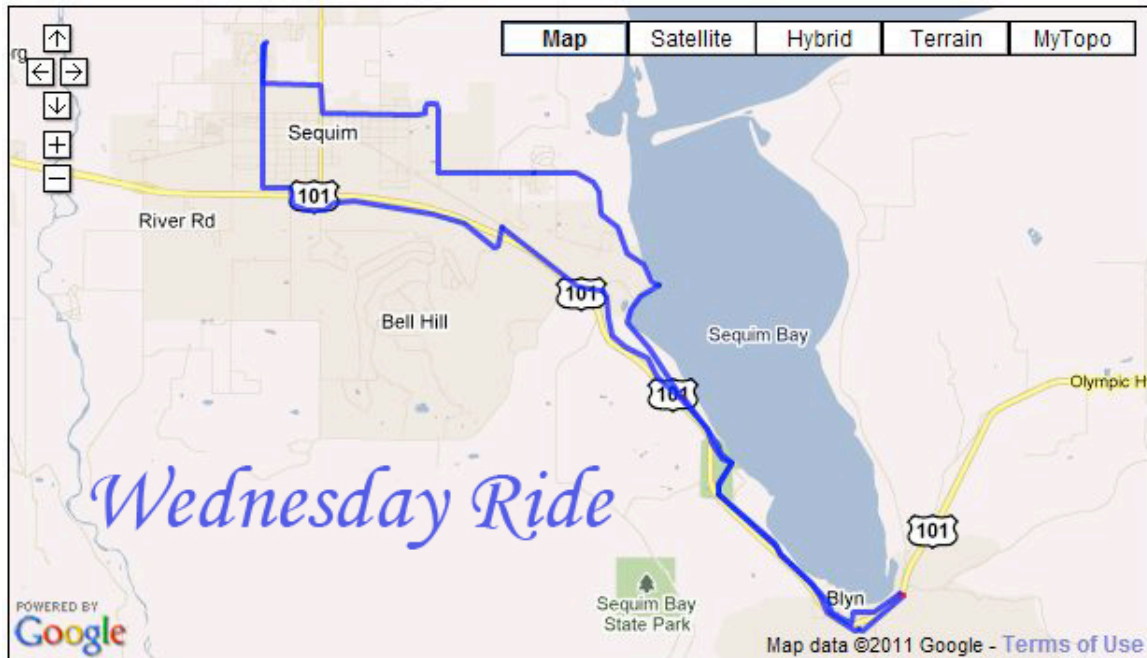 Map
Satellite
Hybrid
Terrain
MyTopo
rg
Sequim
101
River Rd
101
Bell Hill
Sequim Bay
101
Olympic H
Wednesday Ride
101
Sequim Bay
State Park
Blyn
POWERED BY
Google
Map data ©2011 Google - Terms of Use